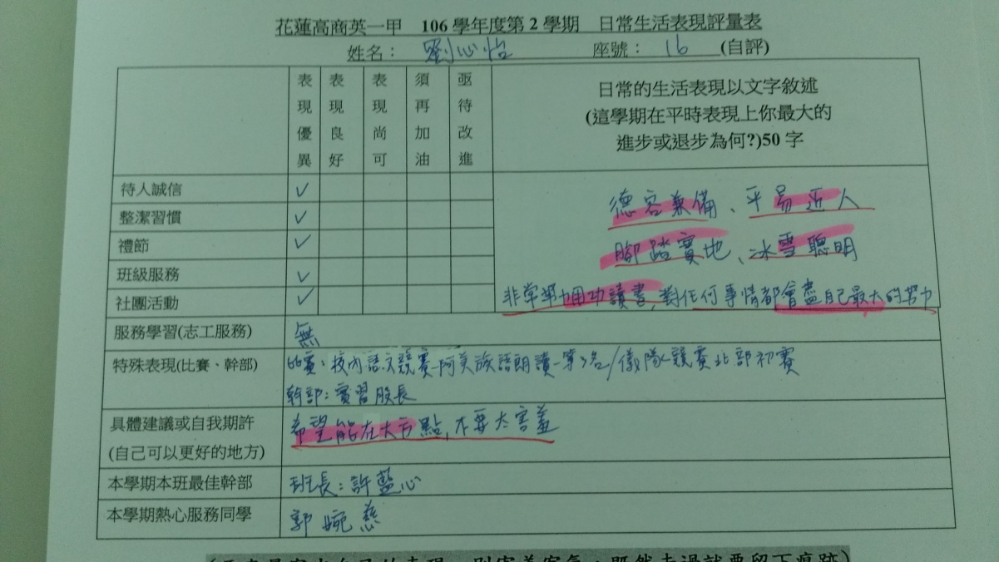 花蓮高商英一甲 106 學年度第 2 學期 日常生活表現評量表
姓名： 劉心怡 座號： 16 (自評)
表現優異 表現良好 表現尚可 須再加油 亟待改進
日常的生活表現以文字敘述
(這學期在平時表現上你最大的
進步或退步為何?)50 字
待人誠信 ✓
整潔習慣 ✓
禮節 ✓
班級服務 ✓
社團活動 ✓
德容兼備、平易近人
腳踏實地、冰雪聰明
非常努力用功讀書，對任何事情都會盡自己最大的努力
服務學習(志工服務) 無
特殊表現(比賽、幹部) 比賽：校內語文競賽-阿美族語朗讀-第3名/儀隊競賽北部初賽
幹部：實習股長
具體建議或自我期許
(自己可以更好的地方)
希望能在大方點，不要太害羞
本學期本班最佳幹部 班長：許藍心
本學期熱心服務同學 郭婉慈